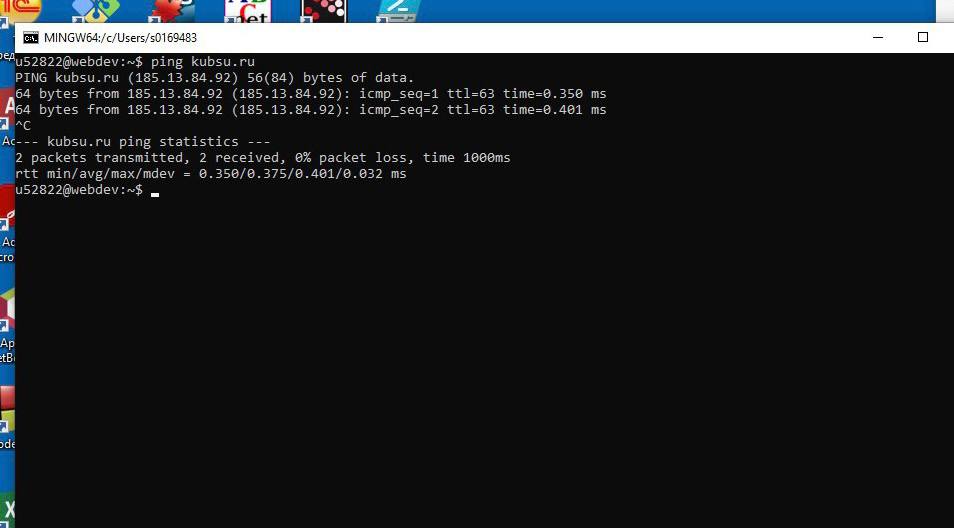 MINGW64:/c/Users/s0169483
u52822@webdev:~$ ping kubsu.ru
PING kubsu.ru (185.13.84.92) 56(84) bytes of data.
64 bytes from 185.13.84.92 (185.13.84.92): icmp_seq=1 ttl=63 time=0.350 ms
64 bytes from 185.13.84.92 (185.13.84.92): icmp_seq=2 ttl=63 time=0.401 ms
^C
--- kubsu.ru ping statistics ---
2 packets transmitted, 2 received, 0% packet loss, time 1000ms
rtt min/avg/max/mdev = 0.350/0.375/0.401/0.032 ms
u52822@webdev:~$